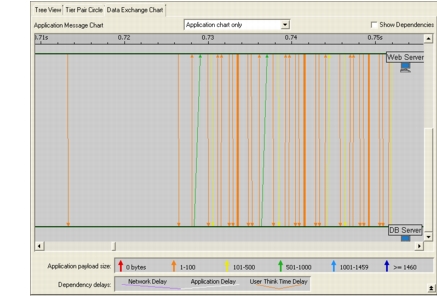 Tree View Tier Pair Circle Data Exchange Chart
Application Message Chart Application chart only Show Dependencies
0.71s 0.72 0.73 0.74 0.75s
Web Server
DB Server
Application payload size: 0 bytes 1-100 101-500 501-1000 1001-1459 >= 1460
Dependency delays: Network Delay Application Delay User Think Time Delay